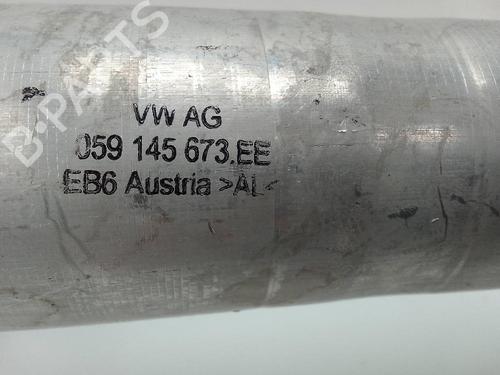 VW AG
059 145 673.EE
EB6 Austria >AL<
B-PARTS